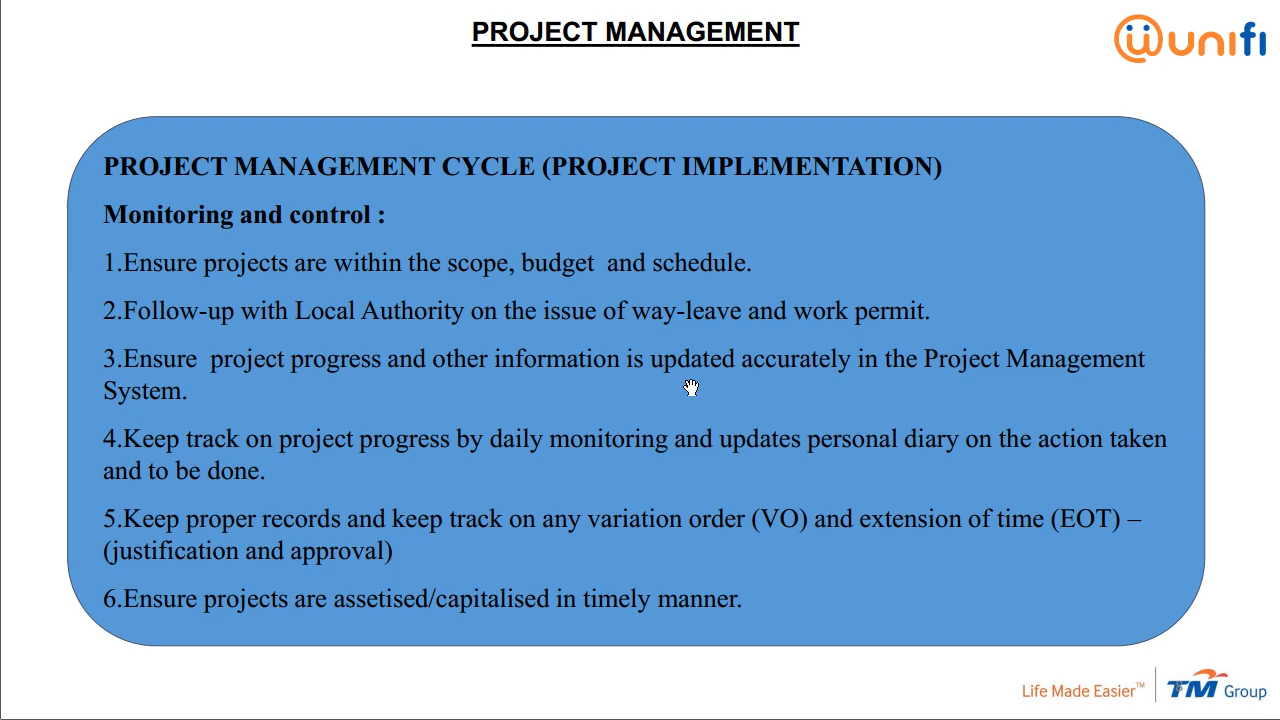 PROJECT MANAGEMENT
unifi
PROJECT MANAGEMENT CYCLE (PROJECT IMPLEMENTATION)
Monitoring and control :
1.Ensure projects are within the scope, budget  and schedule.
2.Follow-up with Local Authority on the issue of way-leave and work permit.
3.Ensure  project progress and other information is updated accurately in the Project Management
System.
4.Keep track on project progress by daily monitoring and updates personal diary on the action taken
and to be done.
5.Keep proper records and keep track on any variation order (VO) and extension of time (EOT) –
(justification and approval)
6.Ensure projects are assetised/capitalised in timely manner.
Life Made Easier™
TM Group